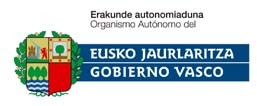 Erakunde autonomiaduna
Organismo Autónomo del
EUSKO JAURLARITZA
GOBIERNO VASCO